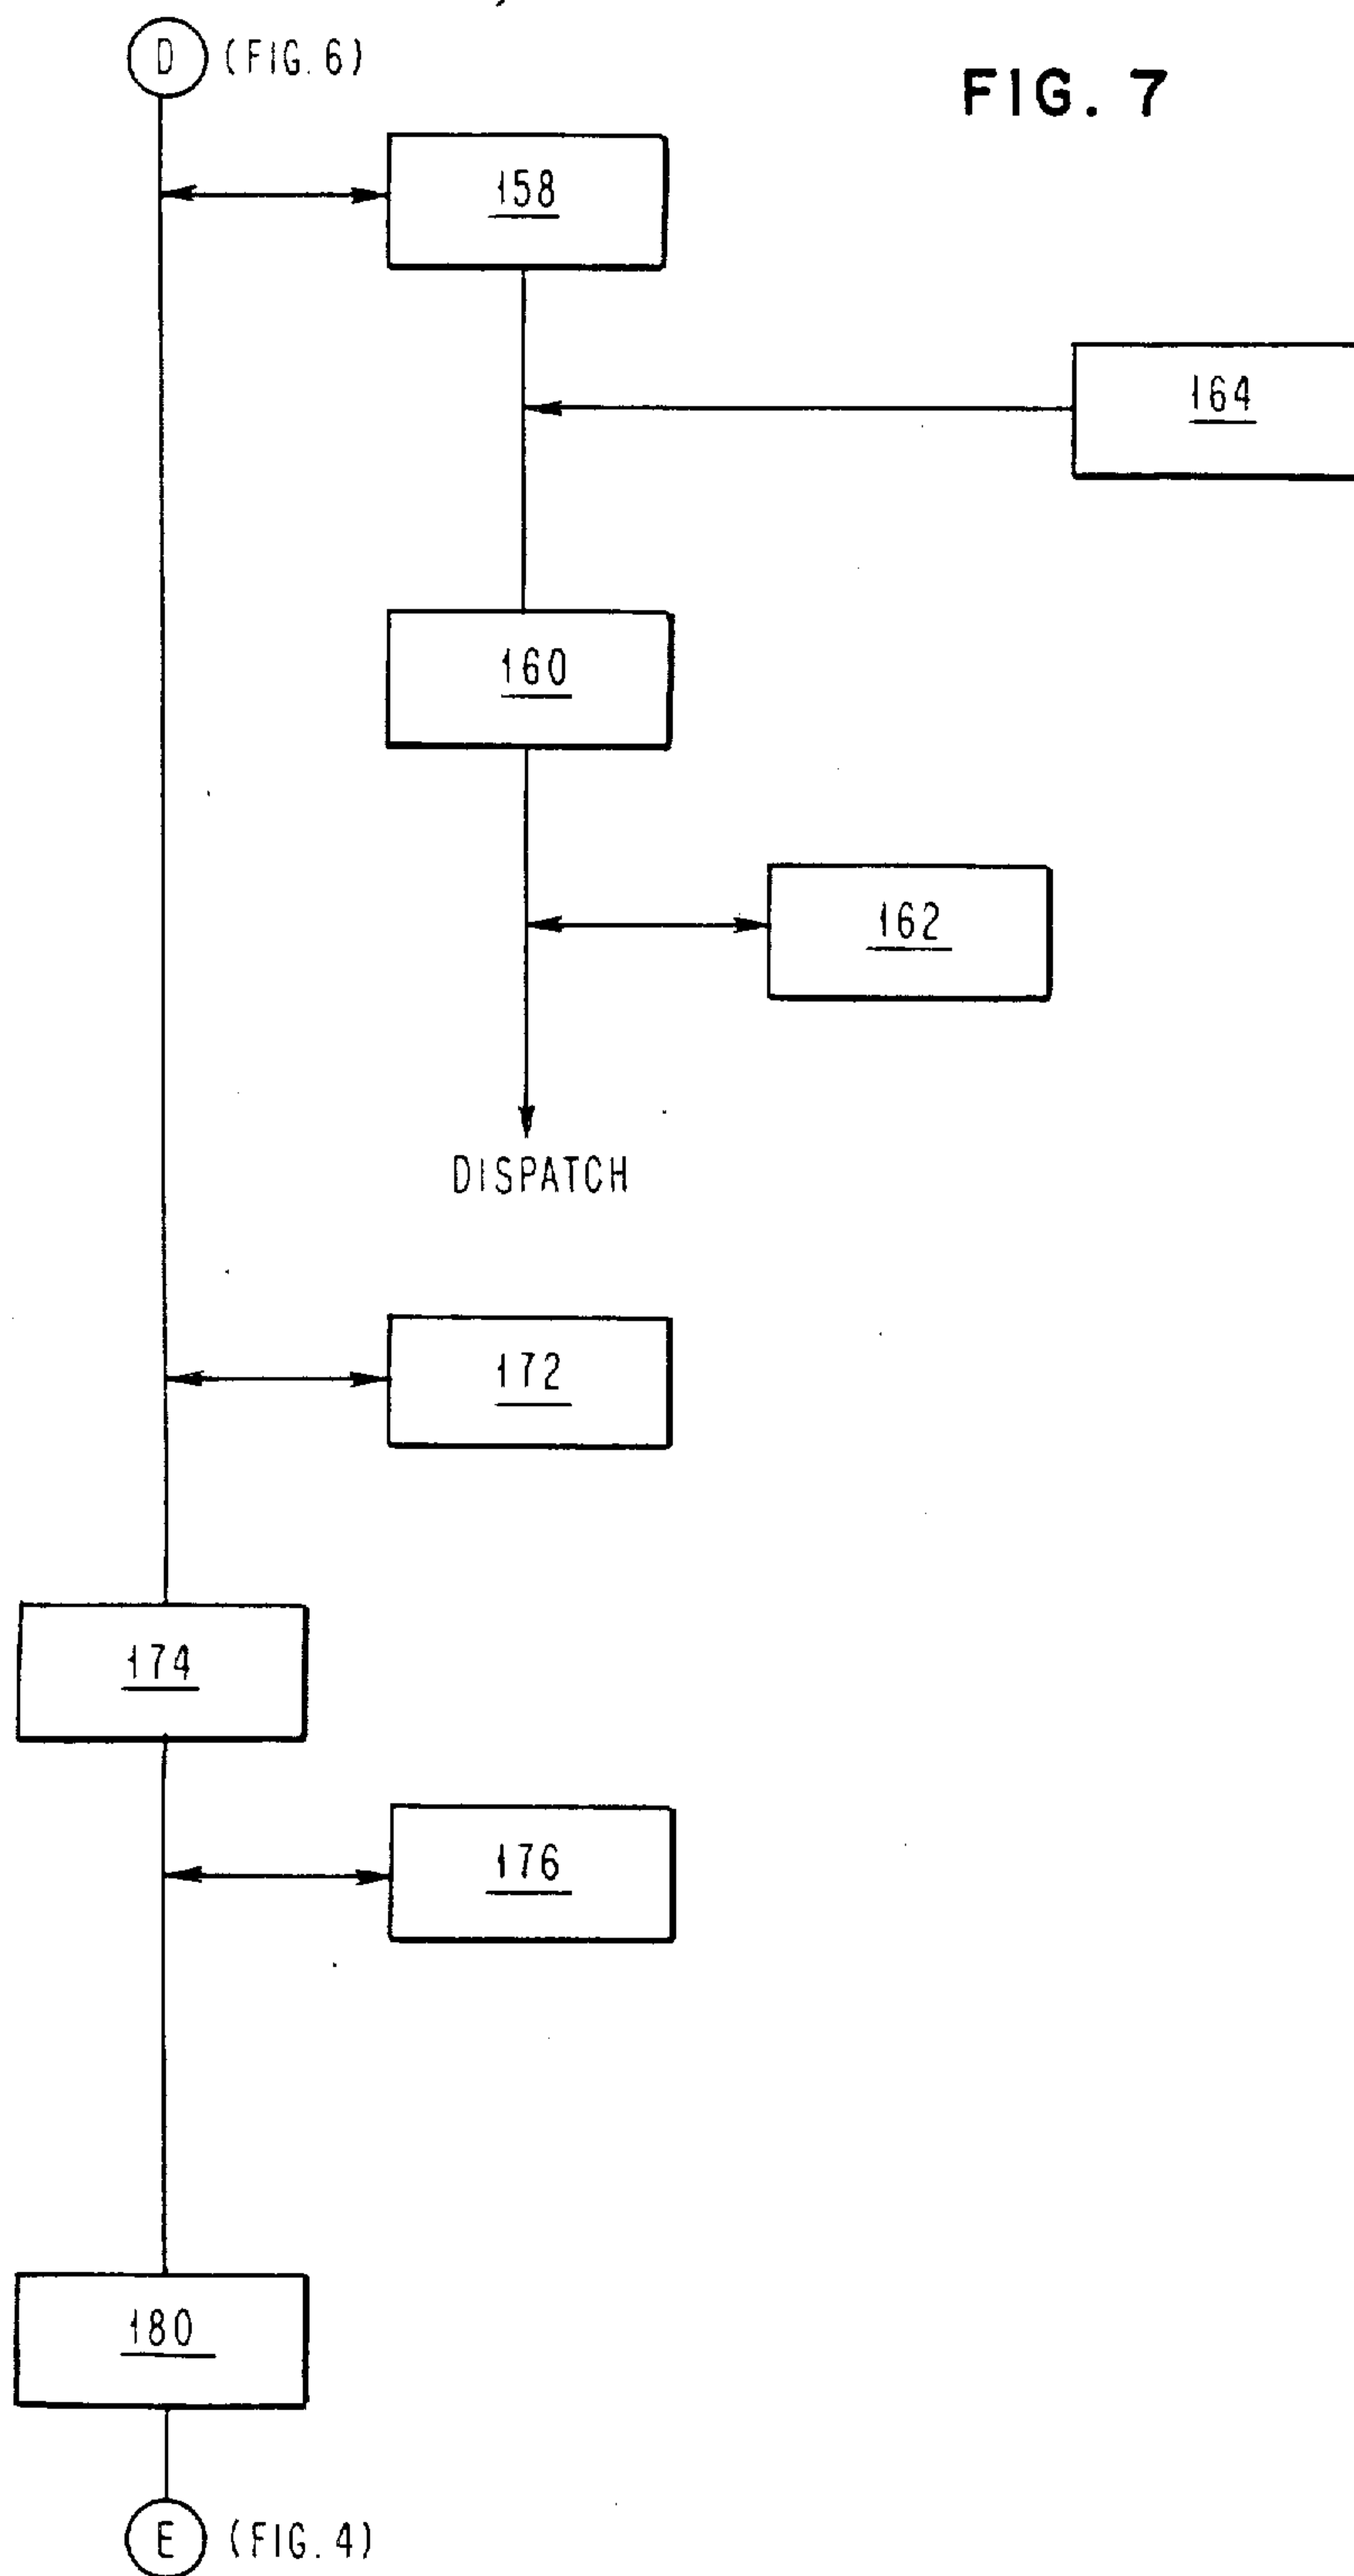 D (FIG. 6)
FIG. 7
158
164
160
162
DISPATCH
172
174
176
180
E (FIG. 4)